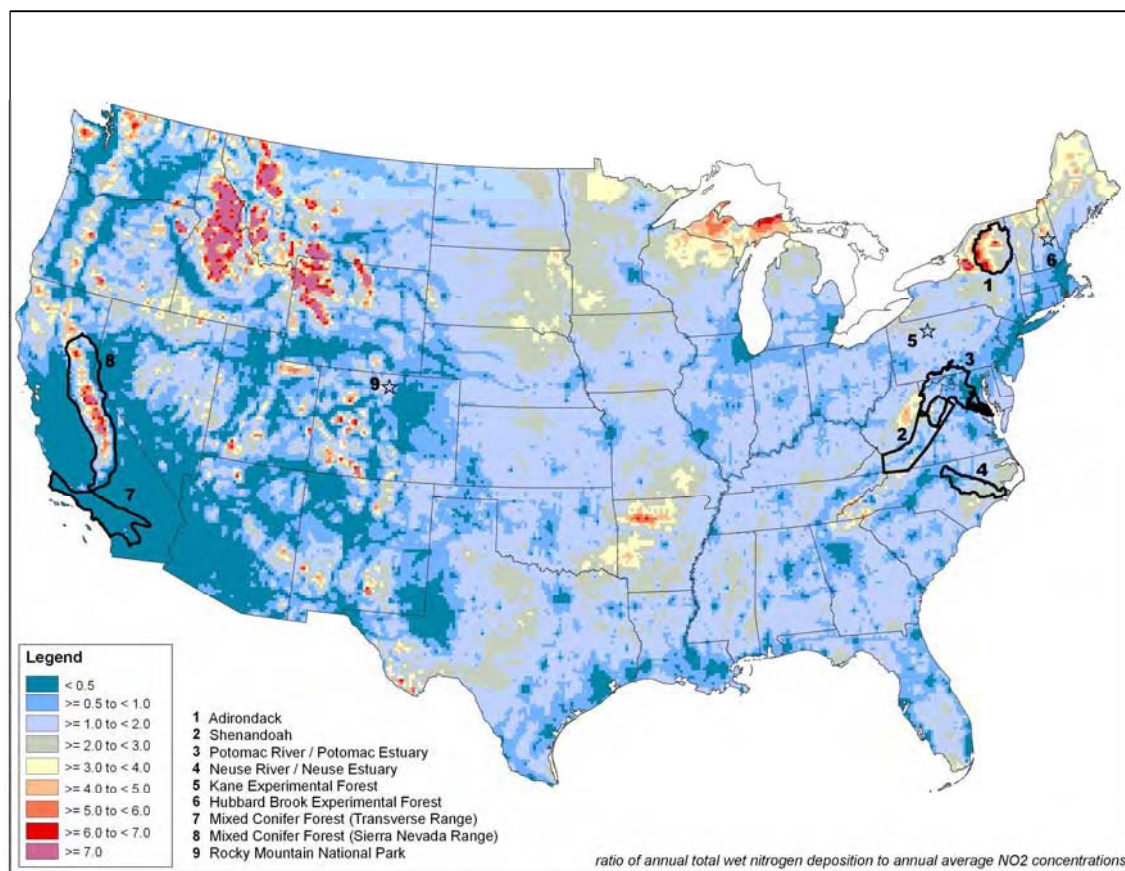 8
9
7
1
6
5
3
2
4
Legend
< 0.5
>= 0.5 to < 1.0
>= 1.0 to < 2.0
>= 2.0 to < 3.0
>= 3.0 to < 4.0
>= 4.0 to < 5.0
>= 5.0 to < 6.0
>= 6.0 to < 7.0
>= 7.0
1 Adirondack
2 Shenandoah
3 Potomac River / Potomac Estuary
4 Neuse River / Neuse Estuary
5 Kane Experimental Forest
6 Hubbard Brook Experimental Forest
7 Mixed Conifer Forest (Transverse Range)
8 Mixed Conifer Forest (Sierra Nevada Range)
9 Rocky Mountain National Park
ratio of annual total wet nitrogen deposition to annual average NO2 concentrations